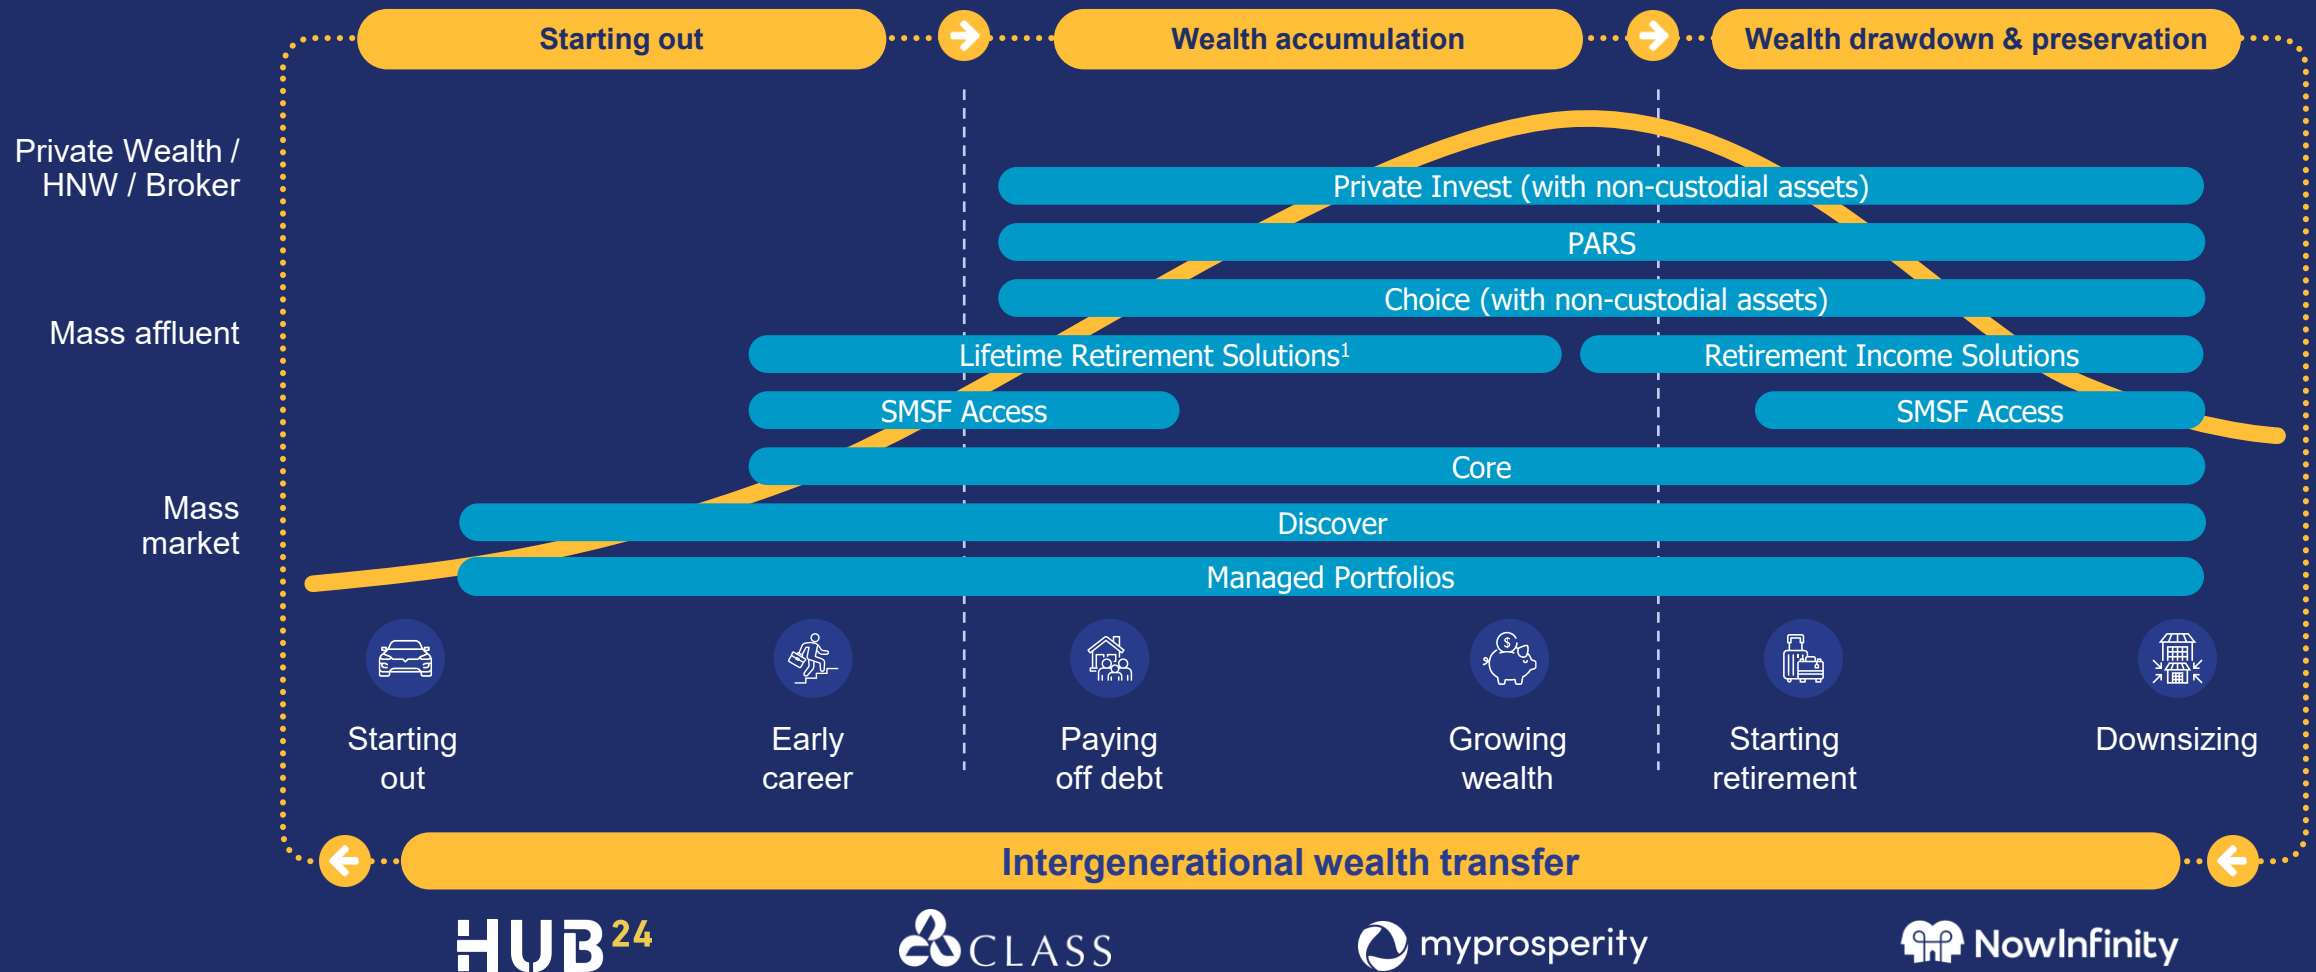 Starting out
Wealth accumulation
Wealth drawdown & preservation
Private Wealth /
HNW / Broker
Mass affluent
Mass
market
Private Invest (with non-custodial assets)
PARS
Choice (with non-custodial assets)
Lifetime Retirement Solutions¹
Retirement Income Solutions
SMSF Access
SMSF Access
Core
Discover
Managed Portfolios
$
Starting
out
Early
career
Paying
off debt
Growing
wealth
Starting
retirement
Downsizing
Intergenerational wealth transfer
HUB24
CLASS
myprosperity
NowInfinity